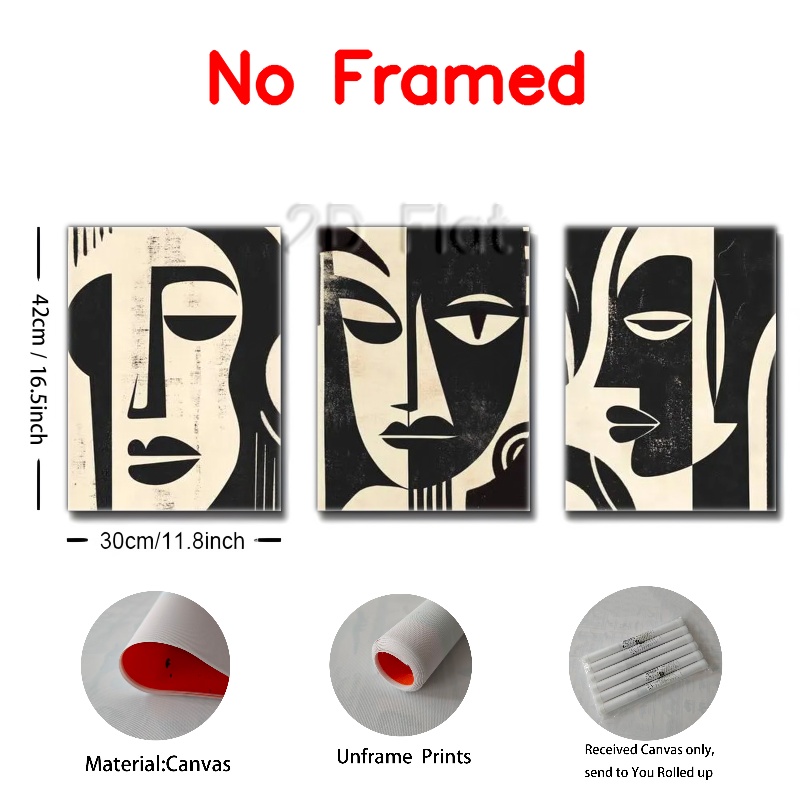 No Framed
2D Flat
42cm / 16.5inch
30cm/11.8inch
Material:Canvas
Unframe Prints
Received Canvas only,
send to You Rolled up